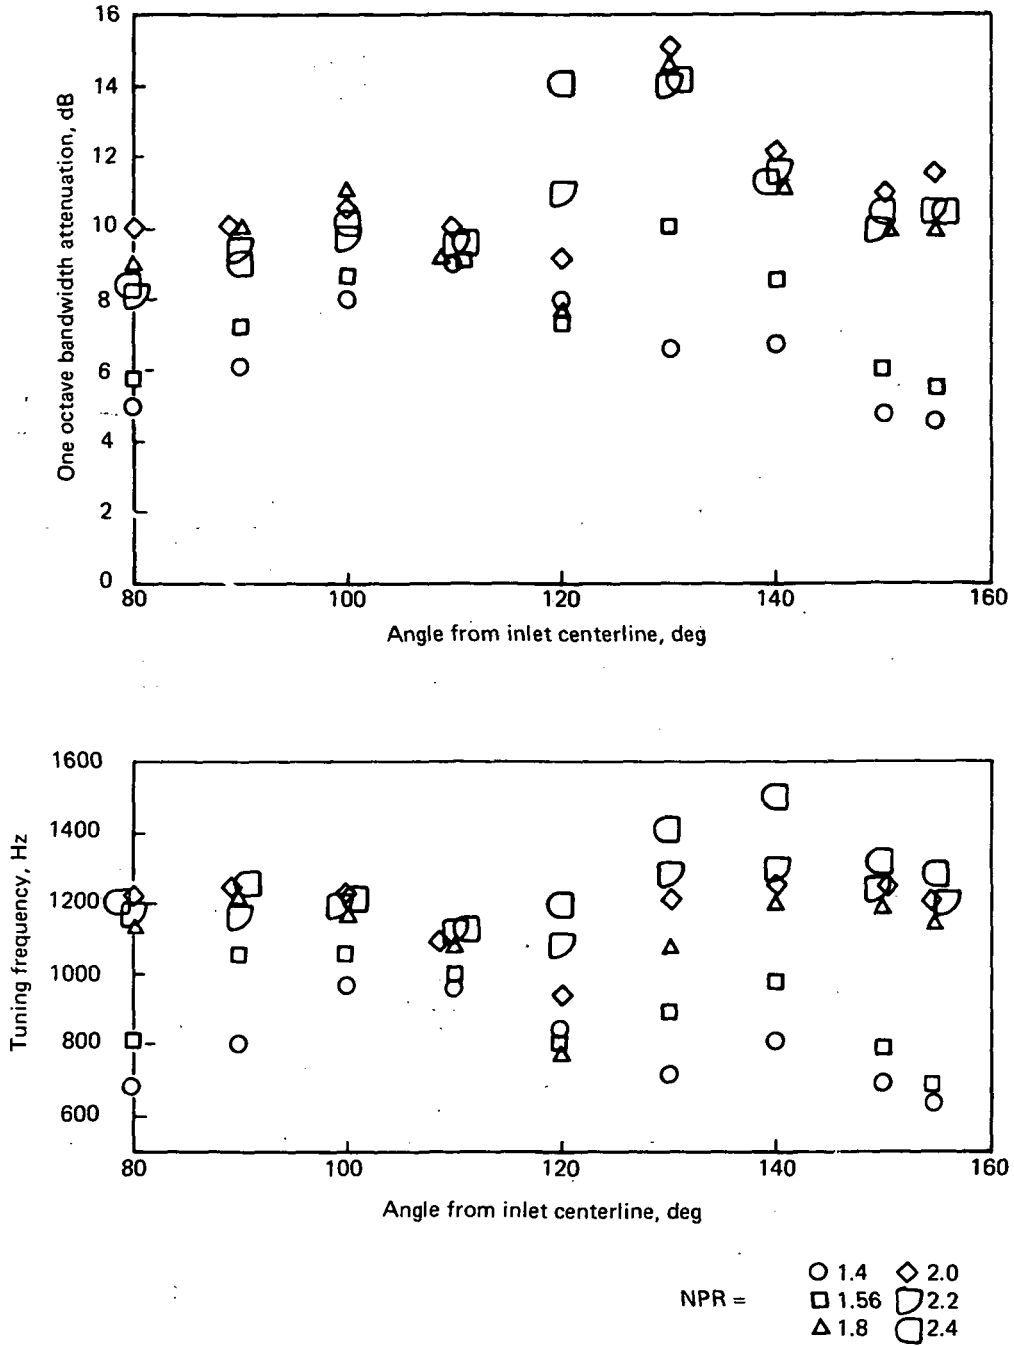 16
14
12
10
8
6
4
2
0
One octave bandwidth attenuation, dB
80 100 120 140 160
Angle from inlet centerline, deg
1600
1400
1200
1000
800
600
Tuning frequency, Hz
80 100 120 140 160
Angle from inlet centerline, deg
NPR =
1.4 2.0
1.56 2.2
1.8 2.4